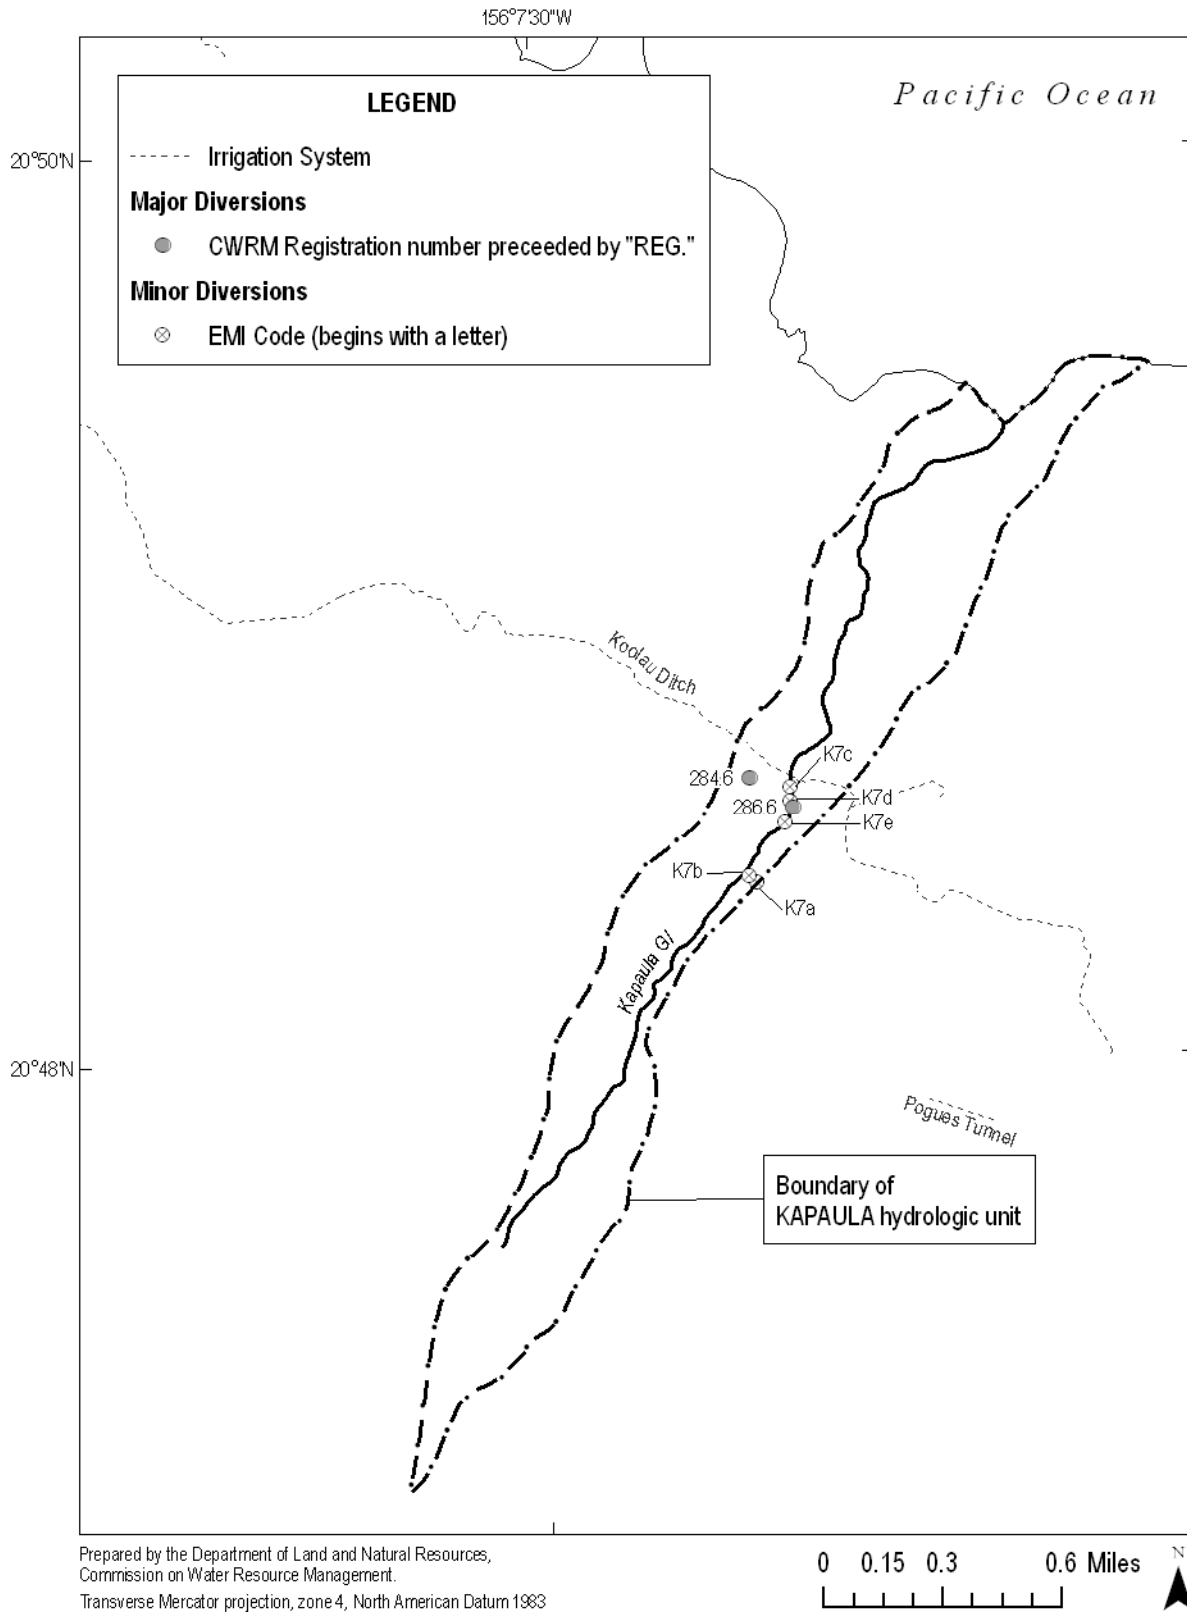 156°7'30"W
Pacific Ocean
LEGEND
Irrigation System
Major Diversions
CWRM Registration number preceeded by "REG."
Minor Diversions
EMI Code (begins with a letter)
20°50'N
Koolau Ditch
K7c
284.6
K7d
286.6
K7e
K7b
K7a
Kapaula Gl
20°48'N
Pogues Tunnel
Boundary of
KAPAULA hydrologic unit
Prepared by the Department of Land and Natural Resources,
Commission on Water Resource Management.
Transverse Mercator projection, zone 4, North American Datum 1983
0 0.15 0.3 0.6 Miles
N